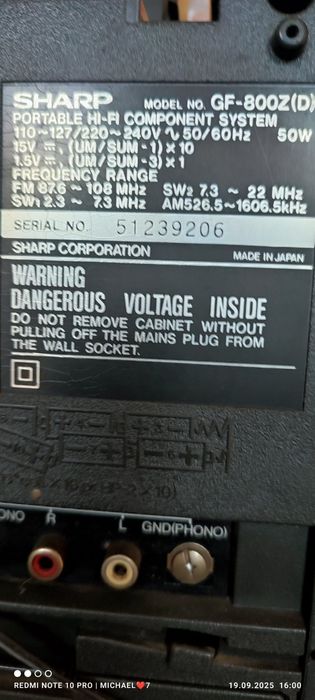 SHARP MODEL NO. GF-800Z(D)
PORTABLE HI-FI COMPONENT SYSTEM
110~127/220~240V ∿ 50/60Hz 50W
15V ⎓ (UM/SUM-1)×10
1.5V ⎓ (UM/SUM-3)×1
FREQUENCY RANGE
FM 87.6 ~ 108 MHz SW2 7.3 ~ 22 MHz
SW1 2.3 ~ 7.3 MHz AM526.5~1606.5kHz
SERIAL NO. 51239206
SHARP CORPORATION MADE IN JAPAN
WARNING
DANGEROUS VOLTAGE INSIDE
DO NOT REMOVE CABINET WITHOUT
PULLING OFF THE MAINS PLUG FROM
THE WALL SOCKET.
R L GND(PHONO)
REDMI NOTE 10 PRO | MICHAEL❤️7 19.09.2025 16:00